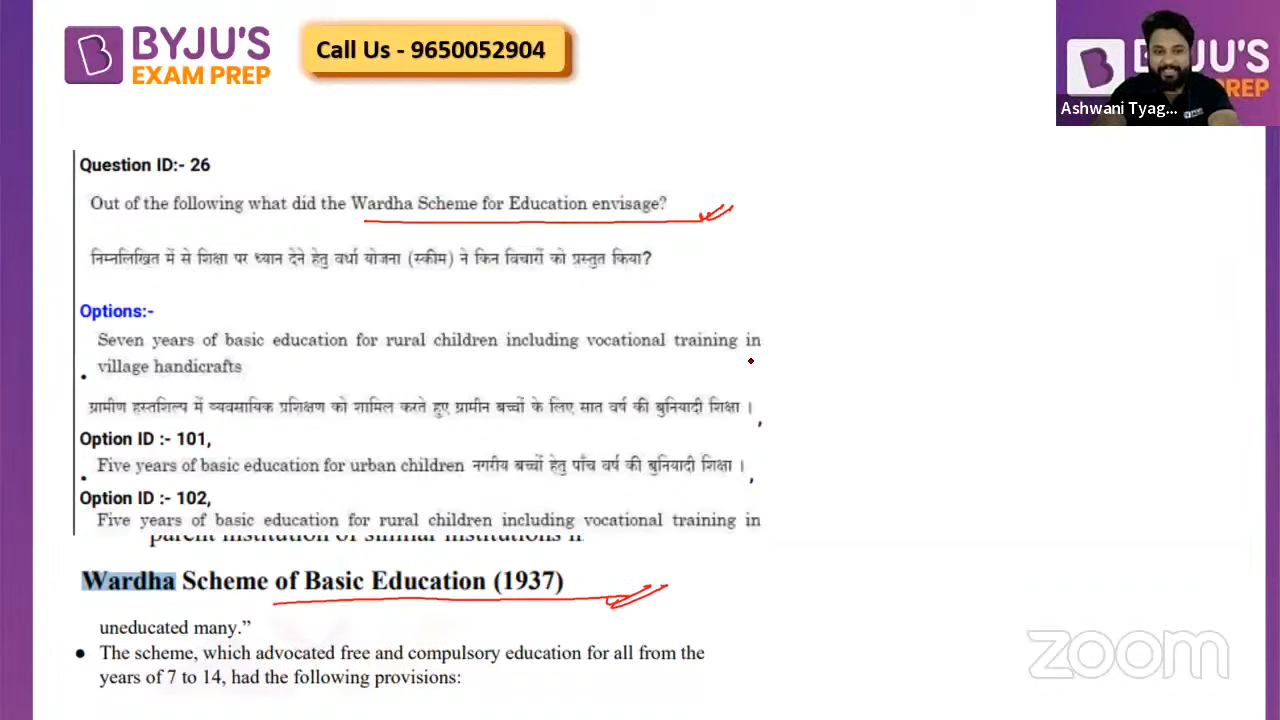 BYJU'S
EXAM PREP
Call Us - 9650052904
Ashwani Tyag...
Question ID:- 26
Out of the following what did the Wardha Scheme for Education envisage?
निम्नलिखित में से शिक्षा पर ध्यान देने हेतु वर्धा योजना (स्कीम) ने किन विचारों को प्रस्तुत किया?
Options:-
Seven years of basic education for rural children including vocational training in
village handicrafts
ग्रामीण हस्तशिल्प में व्यवसायिक प्रशिक्षण को शामिल करते हुए ग्रामीन बच्चों के लिए सात वर्ष की बुनियादी शिक्षा ।
Option ID :- 101,
Five years of basic education for urban children नगरीय बच्चों हेतु पाँच वर्ष की बुनियादी शिक्षा ।
Option ID :- 102,
Five years of basic education for rural children including vocational training in
parent institution of similar institutions
Wardha Scheme of Basic Education (1937)
uneducated many.”
● The scheme, which advocated free and compulsory education for all from the
years of 7 to 14, had the following provisions:
zoom